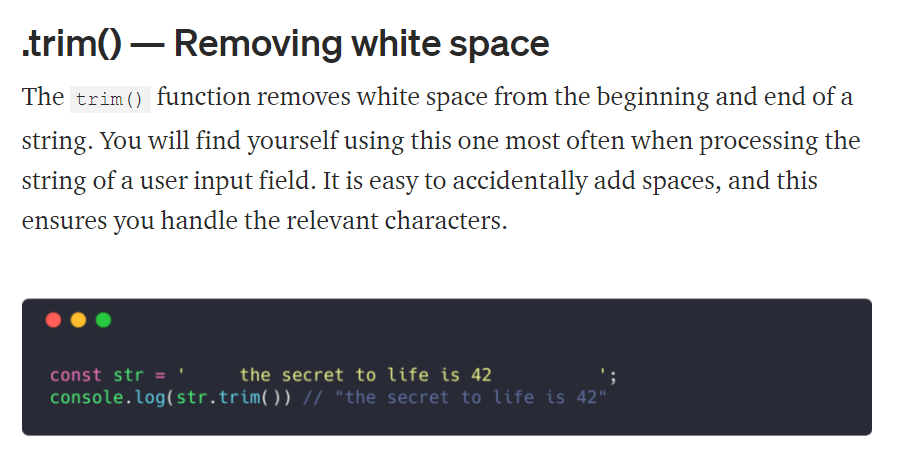 .trim() — Removing white space
The trim() function removes white space from the beginning and end of a
string. You will find yourself using this one most often when processing the
string of a user input field. It is easy to accidentally add spaces, and this
ensures you handle the relevant characters.
const str = '     the secret to life is 42          ';
console.log(str.trim()) // "the secret to life is 42"